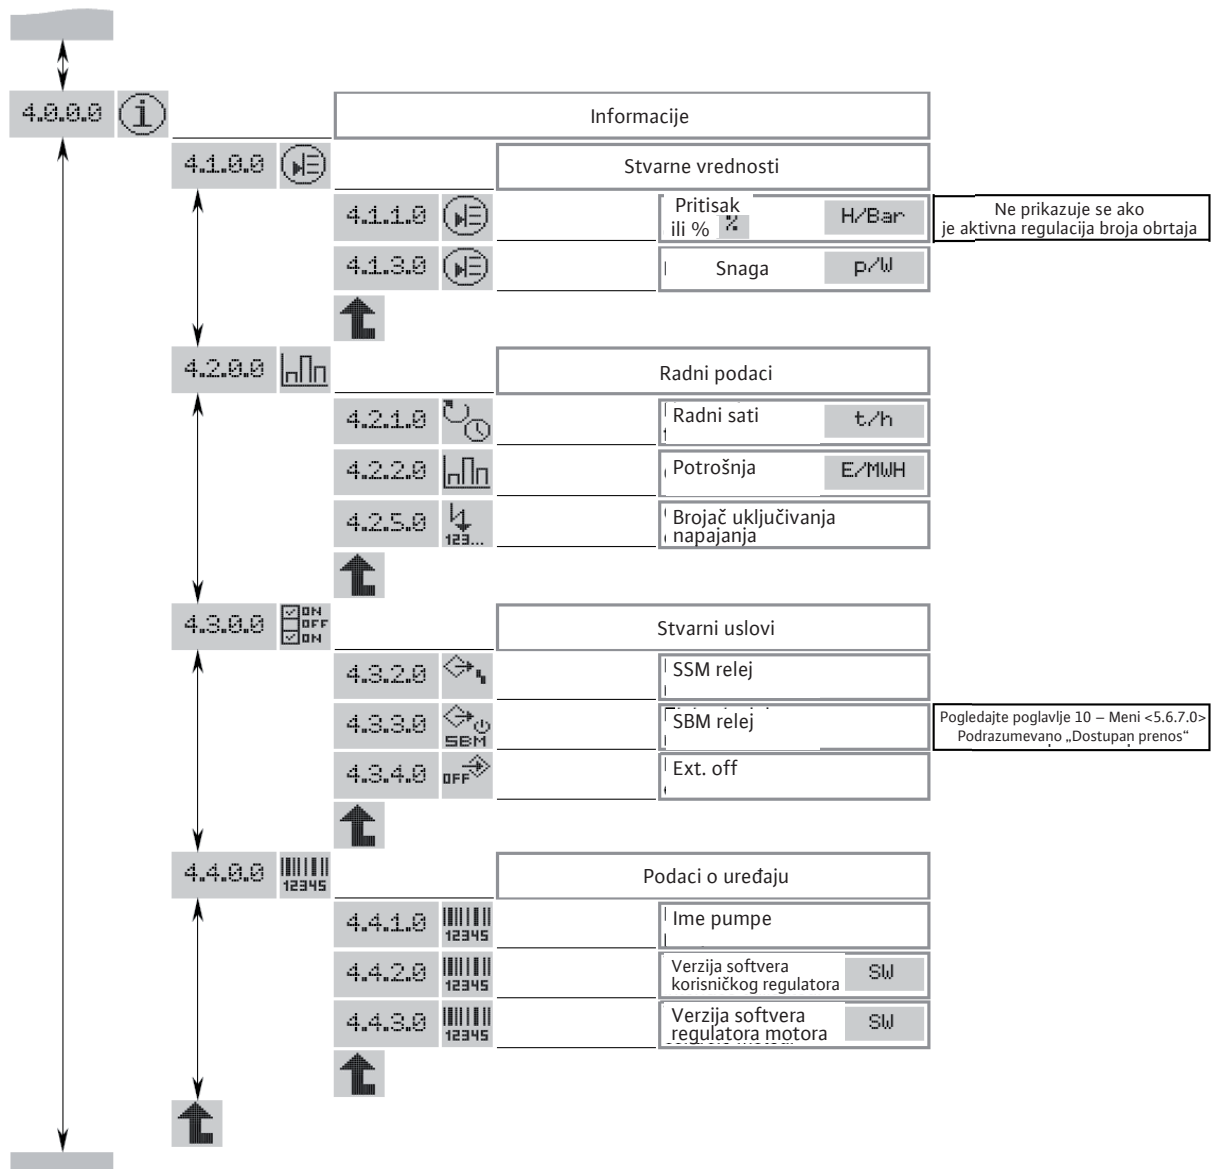 4.0.0.0 i Informacije
4.1.0.0 Stvarne vrednosti
4.1.1.0 Pritisak
ili % % H/Bar
Ne prikazuje se ako
je aktivna regulacija broja obrtaja
4.1.3.0 Snaga p/W
4.2.0.0 Radni podaci
4.2.1.0 Radni sati t/h
4.2.2.0 Potrošnja E/MWH
4.2.5.0 123... Brojač uključivanja
napajanja
4.3.0.0 ON
OFF
ON
Stvarni uslovi
4.3.2.0 SSM relej
4.3.3.0 SBM SBM relej
Pogledajte poglavlje 10 – Meni <5.6.7.0>
Podrazumevano „Dostupan prenos“
4.3.4.0 OFF Ext. off
4.4.0.0 12345 Podaci o uređaju
4.4.1.0 12345 Ime pumpe
4.4.2.0 12345 Verzija softvera
korisničkog regulatora SW
4.4.3.0 12345 Verzija softvera
regulatora motora SW